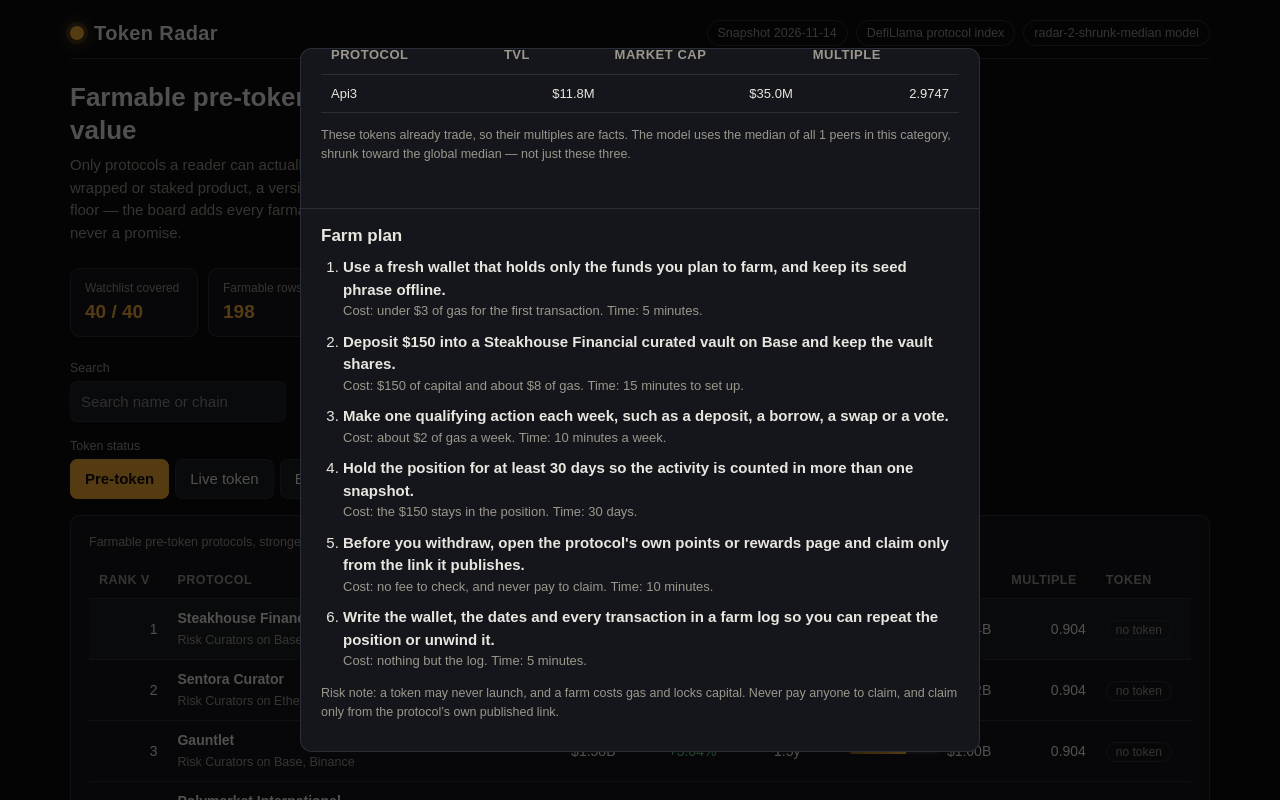 Token Radar
Snapshot 2026-11-14
DefiLlama protocol index
radar-2-shrunk-median model
Farmable pre-token
value
Only protocols a reader can actuall
wrapped or staked product, a versi
floor — the board adds every farma
never a promise.
Watchlist covered
40 / 40
Farmable rows
198
Search
Search name or chain
Token status
Pre-token
Live token
Farmable pre-token protocols, stronge
RANK V PROTOCOL MULTIPLE TOKEN
1 Steakhouse Financ 0.904 no token
Risk Curators on Base
2 Sentora Curator 0.904 no token
Risk Curators on Ethe
3 Gauntlet $1.58B 1.5y $1.60B 0.904 no token
Risk Curators on Base, Binance
Polymarket International
PROTOCOL TVL MARKET CAP MULTIPLE
Api3 $11.8M $35.0M 2.9747
These tokens already trade, so their multiples are facts. The model uses the median of all 1 peers in this category,
shrunk toward the global median — not just these three.
Farm plan
1. Use a fresh wallet that holds only the funds you plan to farm, and keep its seed
phrase offline.
Cost: under $3 of gas for the first transaction. Time: 5 minutes.
2. Deposit $150 into a Steakhouse Financial curated vault on Base and keep the vault
shares.
Cost: $150 of capital and about $8 of gas. Time: 15 minutes to set up.
3. Make one qualifying action each week, such as a deposit, a borrow, a swap or a vote.
Cost: about $2 of gas a week. Time: 10 minutes a week.
4. Hold the position for at least 30 days so the activity is counted in more than one
snapshot.
Cost: the $150 stays in the position. Time: 30 days.
5. Before you withdraw, open the protocol's own points or rewards page and claim only
from the link it publishes.
Cost: no fee to check, and never pay to claim. Time: 10 minutes.
6. Write the wallet, the dates and every transaction in a farm log so you can repeat the
position or unwind it.
Cost: nothing but the log. Time: 5 minutes.
Risk note: a token may never launch, and a farm costs gas and locks capital. Never pay anyone to claim, and claim
only from the protocol's own published link.